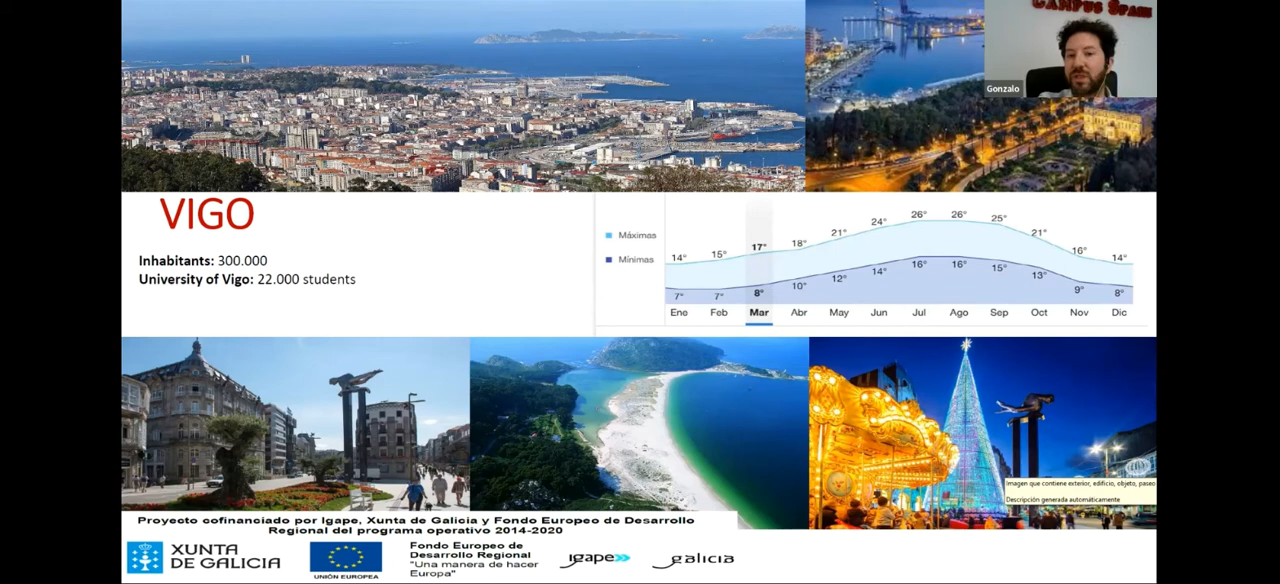 CAMPUS SPAIN
Gonzalo
VIGO
Inhabitants: 300.000
University of Vigo: 22.000 students
Máximas
Mínimas
14° 15° 17° 18° 21° 24° 26° 26° 25° 21° 16° 14°
7° 7° 8° 10° 12° 14° 16° 16° 15° 13° 9° 8°
Ene Feb Mar Abr May Jun Jul Ago Sep Oct Nov Dic
Imagen que contiene exterior, edificio, objeto, paseo
Descripción generada automáticamente
Proyecto cofinanciado por Igape, Xunta de Galicia y Fondo Europeo de Desarrollo
Regional del programa operativo 2014-2020
XUNTA
DE GALICIA
UNIÓN EUROPEA
Fondo Europeo de
Desarrollo Regional
"Una manera de hacer
Europa"
igape
galicia